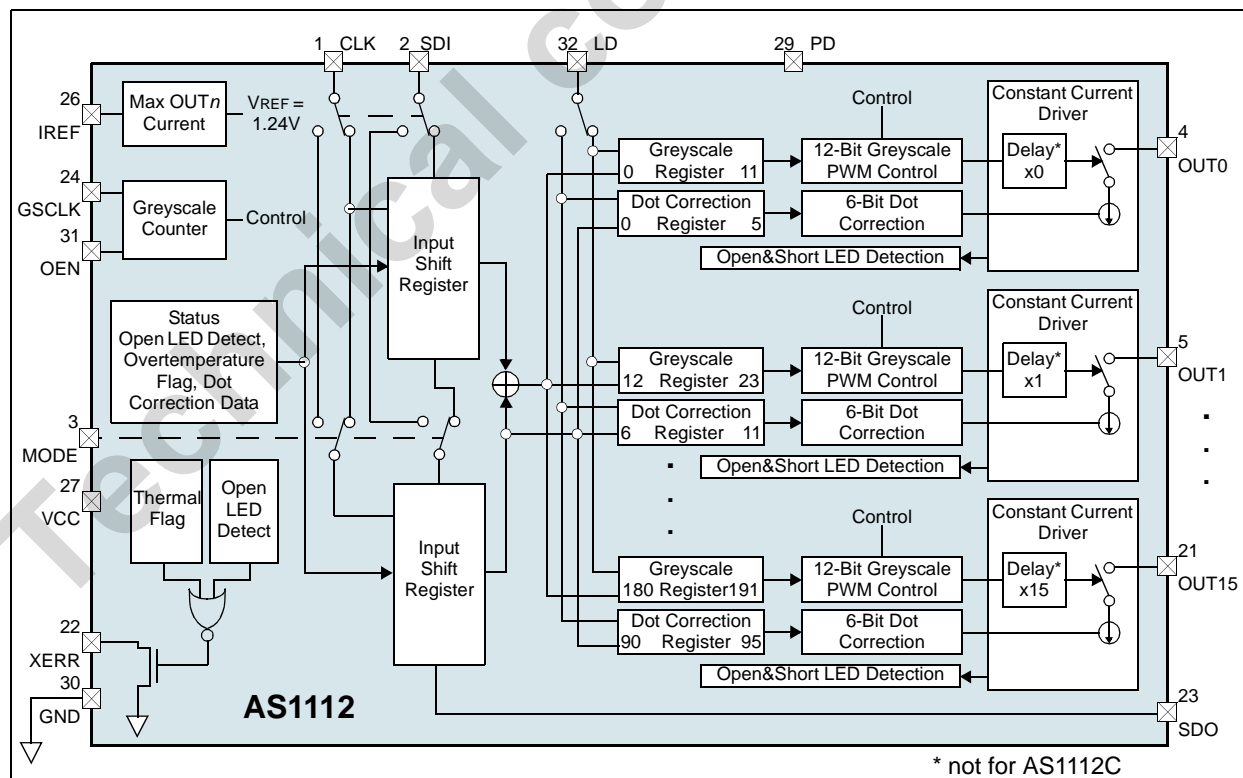 Technical co
1 CLK
2 SDI
32 LD
29 PD
26
IREF
Max OUTn
Current
VREF =
1.24V
24
GSCLK
31
OEN
Greyscale
Counter
Control
Input
Shift
Register
Status
Open LED Detect,
Overtemperature
Flag, Dot
Correction Data
3
MODE
27
VCC
Thermal
Flag
Open
LED
Detect
Input
Shift
Register
22
XERR
30
GND
AS1112
Control
Greyscale
0 Register 11
12-Bit Greyscale
PWM Control
Dot Correction
0 Register 5
6-Bit Dot
Correction
Open&Short LED Detection
Constant Current
Driver
Delay*
x0
4
OUT0
Control
Greyscale
12 Register 23
12-Bit Greyscale
PWM Control
Dot Correction
6 Register 11
6-Bit Dot
Correction
Open&Short LED Detection
Constant Current
Driver
Delay*
x1
5
OUT1
Control
Greyscale
180 Register191
12-Bit Greyscale
PWM Control
Dot Correction
90 Register 95
6-Bit Dot
Correction
Open&Short LED Detection
Constant Current
Driver
Delay*
x15
21
OUT15
23
SDO
* not for AS1112C